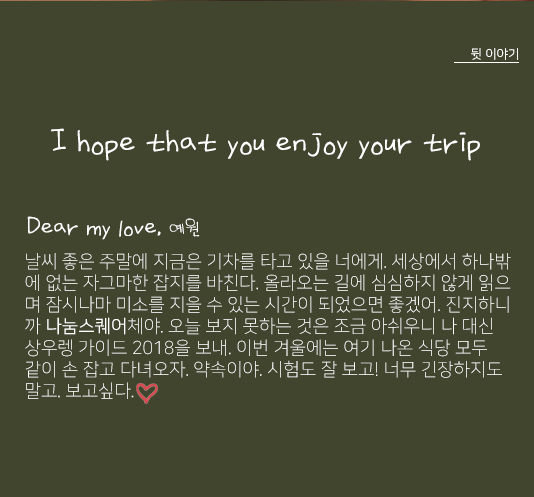 뒷 이야기
I hope that you enjoy your trip
Dear my love, 예원
날씨 좋은 주말에 지금은 기차를 타고 있을 너에게. 세상에서 하나밖
에 없는 자그마한 잡지를 바친다. 올라오는 길에 심심하지 않게 읽으
며 잠시나마 미소를 지을 수 있는 시간이 되었으면 좋겠어. 진지하니
까 나눔스퀘어체야. 오늘 보지 못하는 것은 조금 아쉬우니 나 대신
상우렝 가이드 2018을 보내. 이번 겨울에는 여기 나온 식당 모두
같이 손 잡고 다녀오자. 약속이야. 시험도 잘 보고! 너무 긴장하지도
말고. 보고싶다.